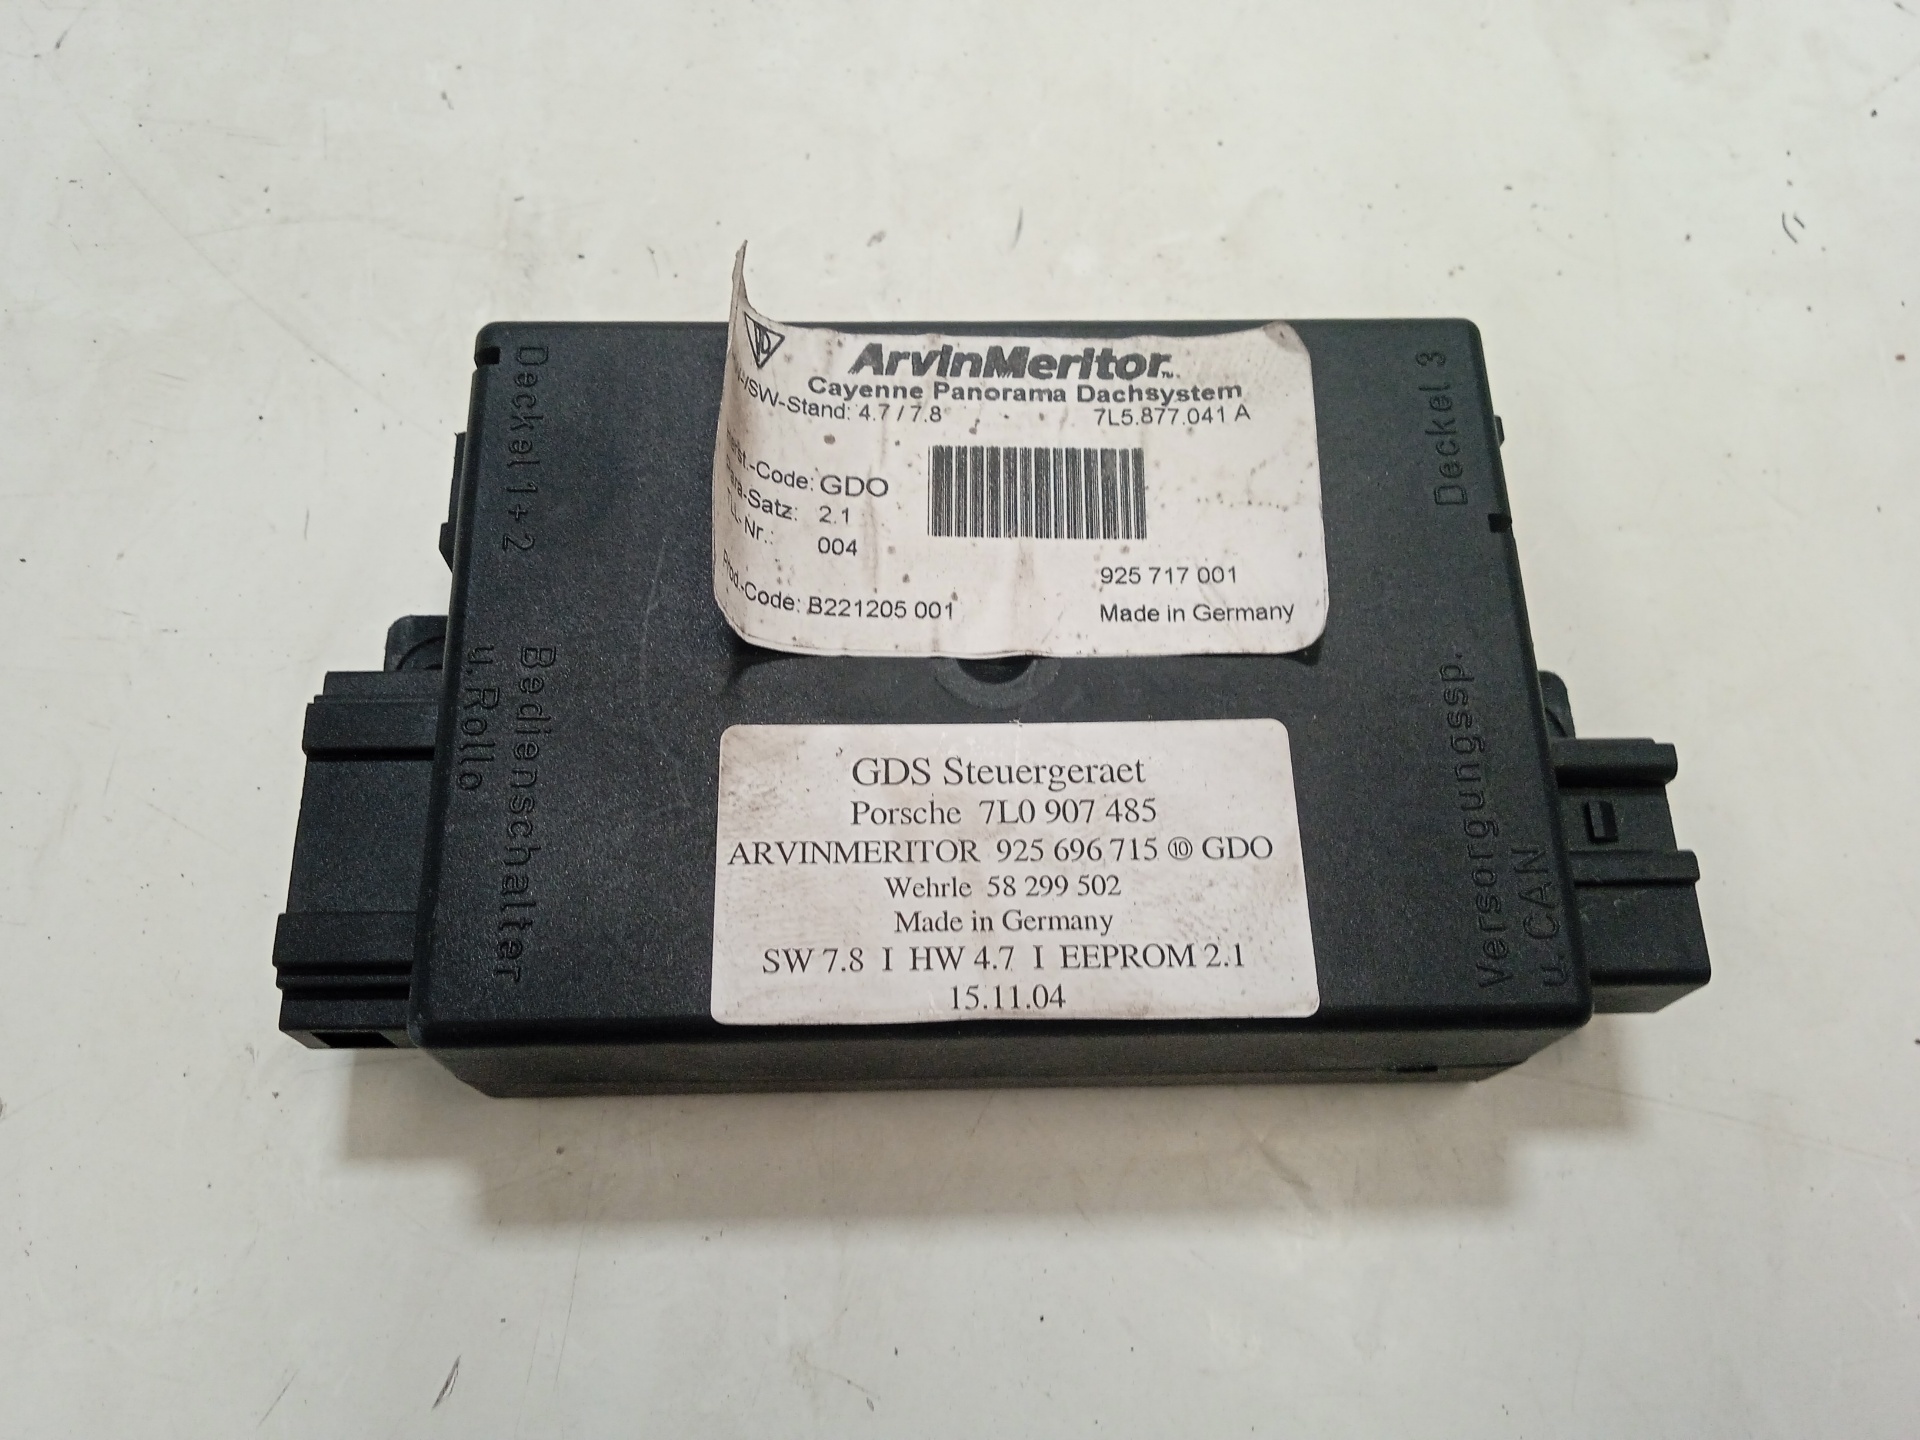 ArvinMeritor™
Cayenne Panorama Dachsystem
/SW-Stand: 4.7 / 7.8 7L5.877.041 A
-Code: GDO
Para-Satz: 2.1
-Nr.: 004
925 717 001
Prod.-Code: B221205 001 Made in Germany
GDS Steuergeraet
Porsche 7L0 907 485
ARVINMERITOR 925 696 715 ⑩ GDO
Wehrle 58 299 502
Made in Germany
SW 7.8 I HW 4.7 I EEPROM 2.1
15.11.04
Deckel 1+2
Bedienschalter
u. Rollo
Deckel 3
Versorgungssp.
u. CAN